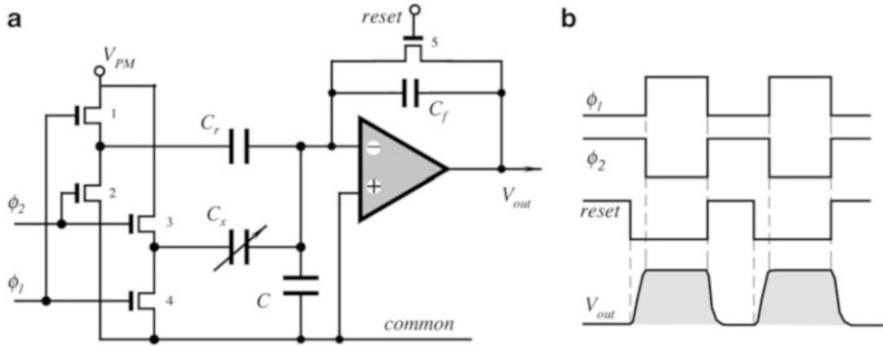 a
b
reset
5
V_PM
1
C_r
C_f
ϕ_1
−
ϕ_2
2
+
V_out
ϕ_2
3
C_x
reset
4
ϕ_1
C
common
V_out